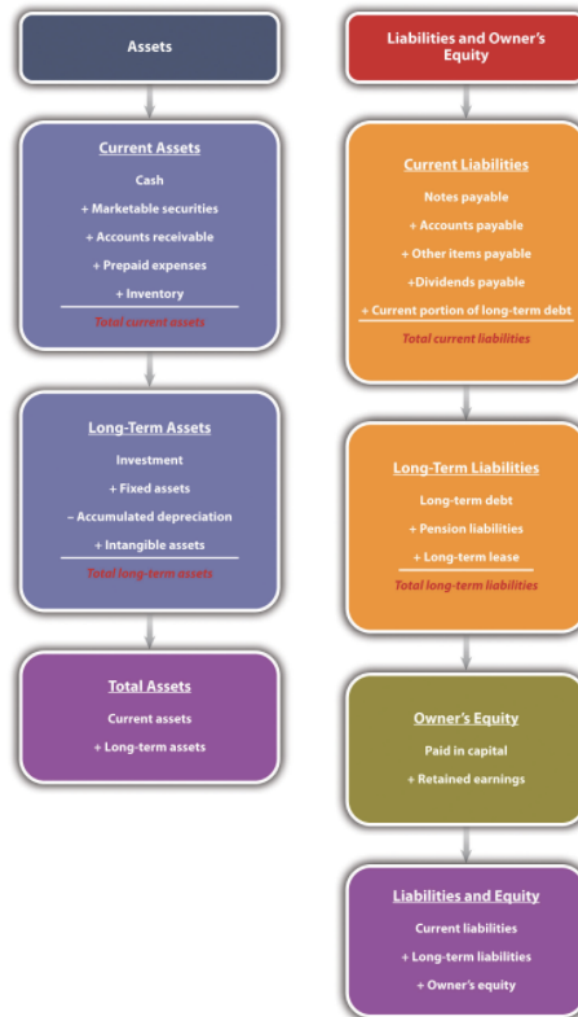 Assets
Current Assets
Cash
+ Marketable securities
+ Accounts receivable
+ Prepaid expenses
+ Inventory
Total current assets
Long-Term Assets
Investment
+ Fixed assets
– Accumulated depreciation
+ Intangible assets
Total long-term assets
Total Assets
Current assets
+ Long-term assets
Liabilities and Owner's
Equity
Current Liabilities
Notes payable
+ Accounts payable
+ Other items payable
+Dividends payable
+ Current portion of long-term debt
Total current liabilities
Long-Term Liabilities
Long-term debt
+ Pension liabilities
+ Long-term lease
Total long-term liabilities
Owner's Equity
Paid in capital
+ Retained earnings
Liabilities and Equity
Current liabilities
+ Long-term liabilities
+ Owner's equity